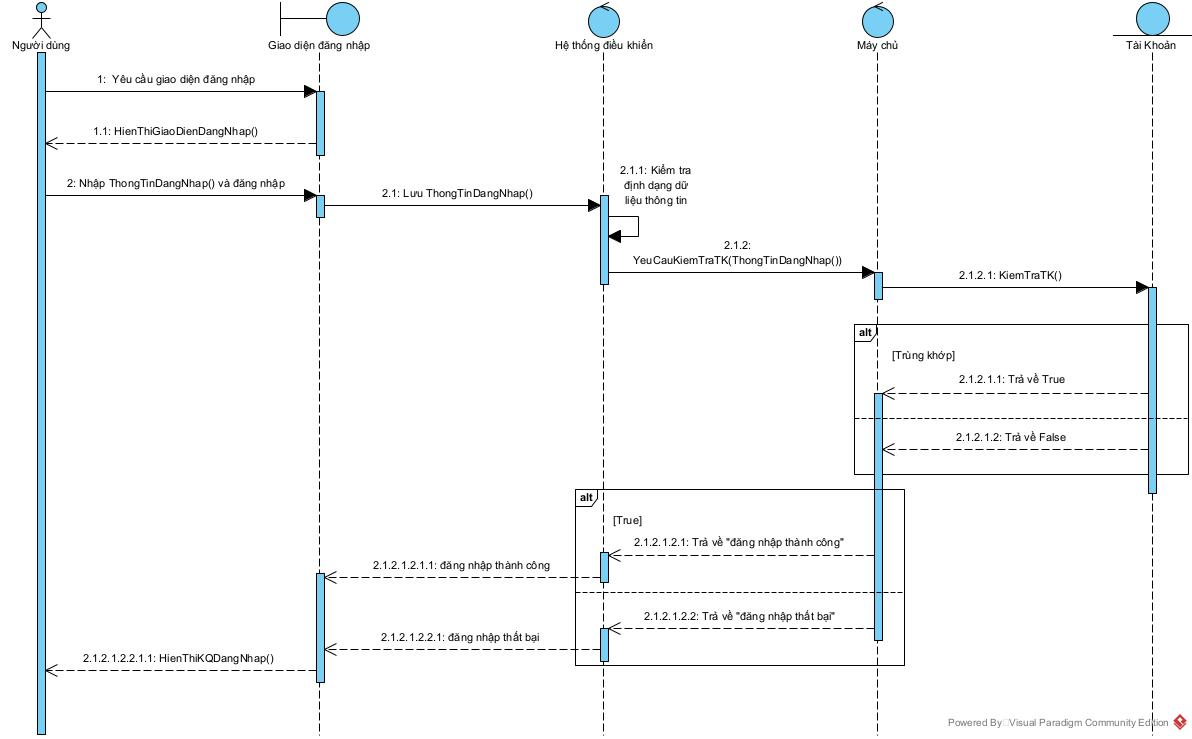 Người dùng
Giao diện đăng nhập
Hệ thống điều khiển
Máy chủ
Tài Khoản
1: Yêu cầu giao diện đăng nhập
1.1: HienThiGiaoDienDangNhap()
2: Nhập ThongTinDangNhap() và đăng nhập
2.1: Lưu ThongTinDangNhap()
2.1.1: Kiểm tra
định dạng dữ
liệu thông tin
2.1.2:
YeuCauKiemTraTK(ThongTinDangNhap())
2.1.2.1: KiemTraTK()
alt
[Trùng khớp]
2.1.2.1.1: Trả về True
2.1.2.1.2: Trả về False
alt
[True]
2.1.2.1.2.1: Trả về "đăng nhập thành công"
2.1.2.1.2.1.1: đăng nhập thành công
2.1.2.1.2.2: Trả về "đăng nhập thất bại"
2.1.2.1.2.2.1: đăng nhập thất bại
2.1.2.1.2.2.1.1: HienThiKQDangNhap()
Powered By Visual Paradigm Community Edition